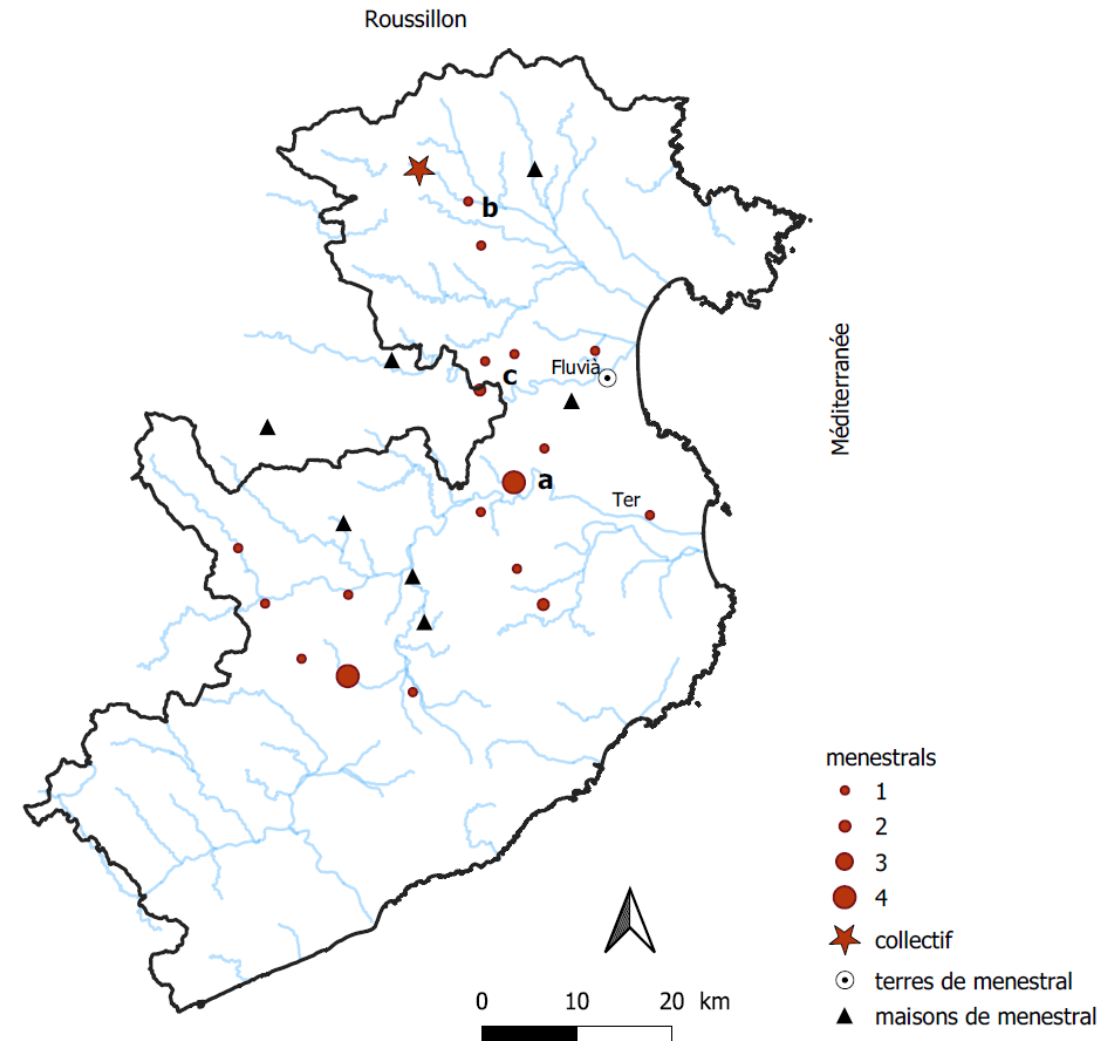 Roussillon
b
Méditerranée
c
Fluvià
a
Ter
menestrals
1
2
3
4
collectif
terres de menestral
maisons de menestral
0 10 20 km